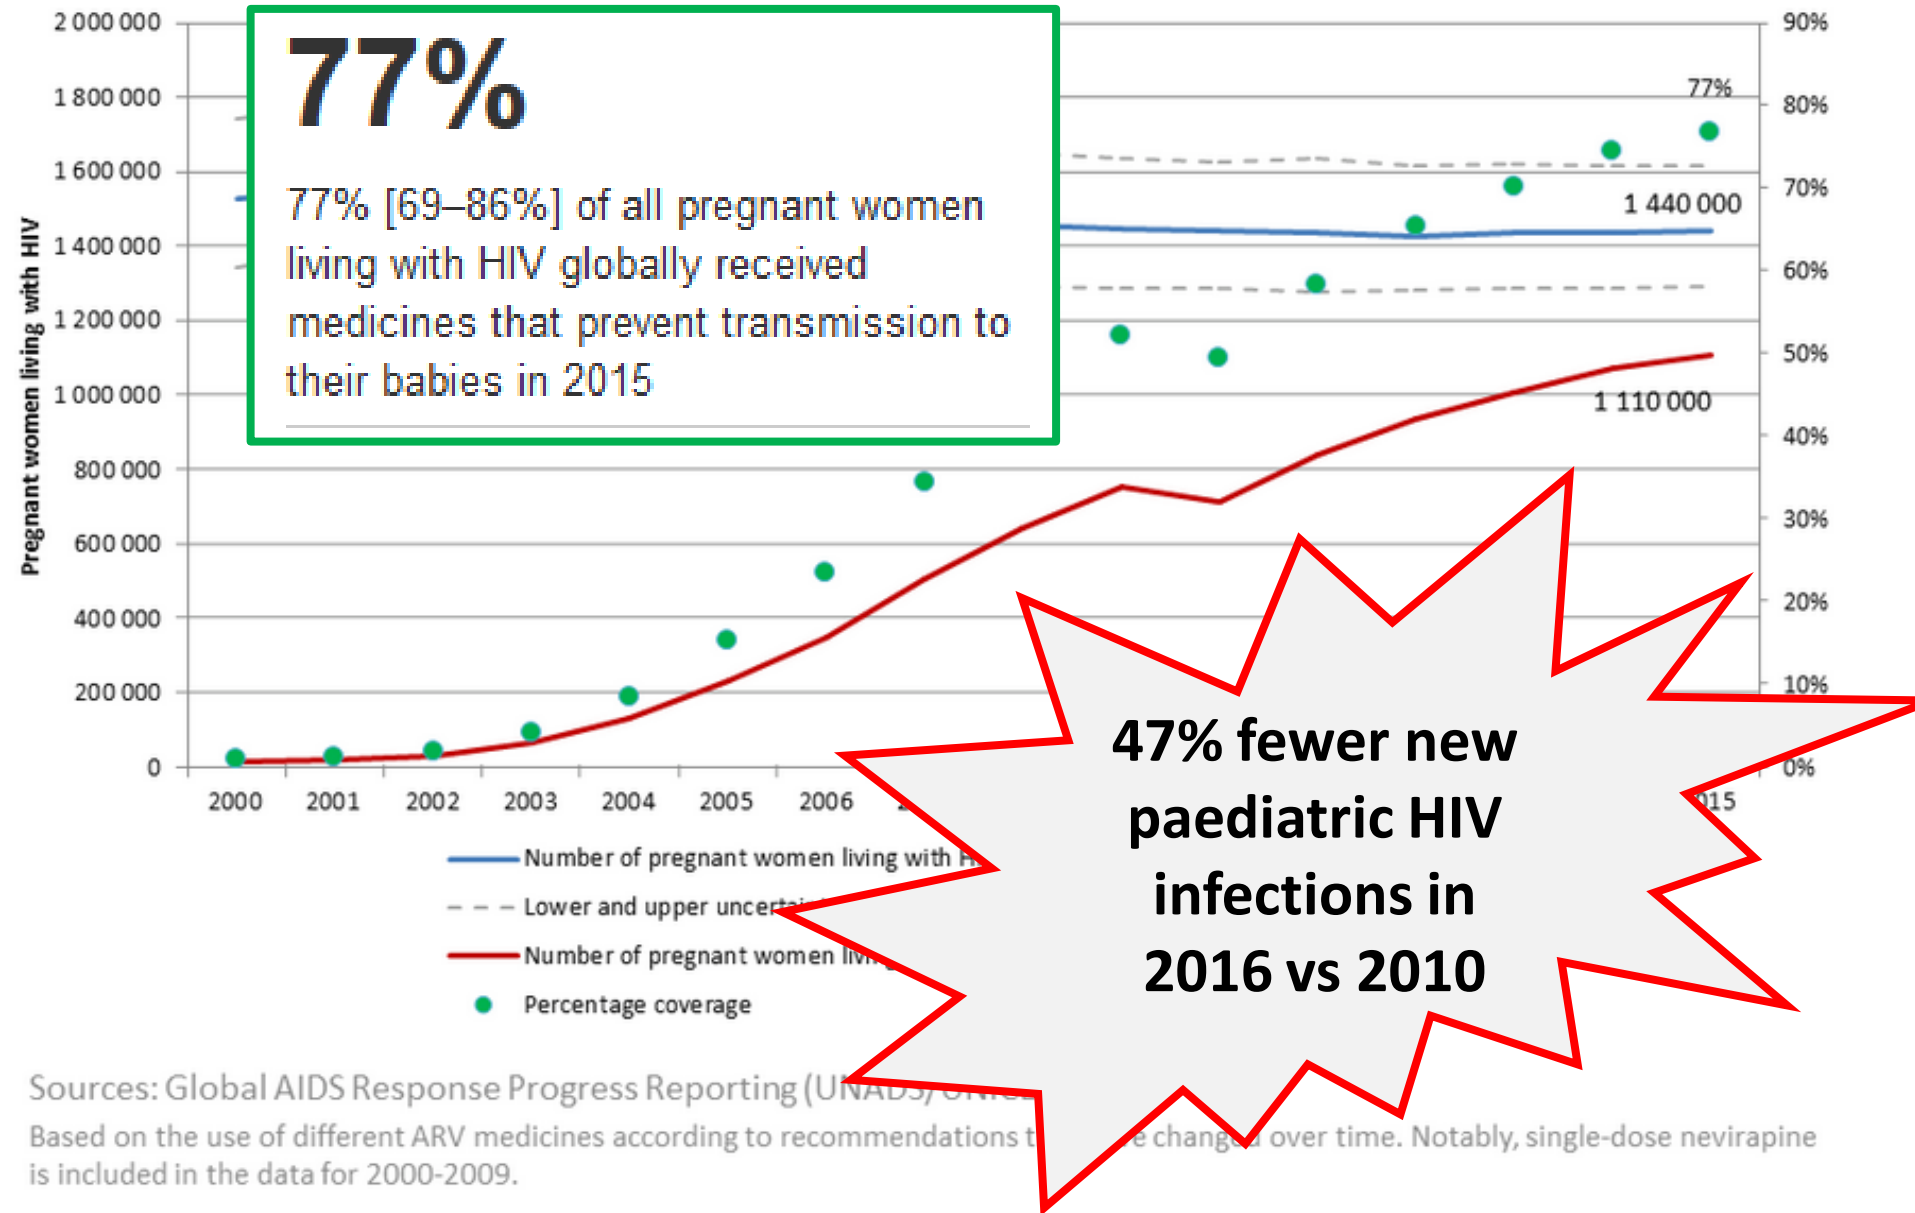 2 000 000
1 800 000
1 600 000
1 400 000
1 200 000
1 000 000
800 000
600 000
400 000
200 000
0
Pregnant women living with HIV
77%
77% [69–86%] of all pregnant women
living with HIV globally received
medicines that prevent transmission to
their babies in 2015
90%
80%
70%
60%
50%
40%
30%
20%
10%
0%
77%
1 440 000
1 110 000
2000 2001 2002 2003 2004 2005 2006 015
47% fewer new
paediatric HIV
infections in
2016 vs 2010
Number of pregnant women living with H
Lower and upper
Number of pregnant women
Percentage coverage
Sources: Global AIDS Response Progress Reporting (UNADS/
Based on the use of different ARV medicines according to recommendations changed over time. Notably, single-dose nevirapine
is included in the data for 2000-2009.